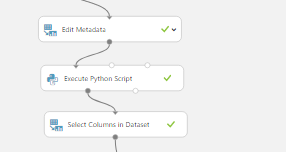 Edit Metadata
Execute Python Script
Select Columns in Dataset